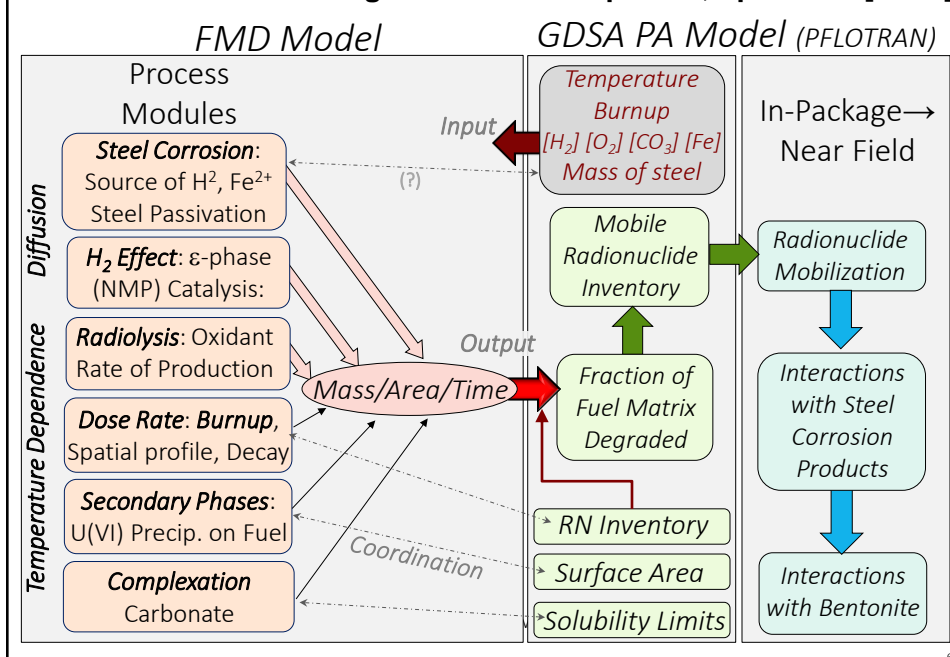 FMD Model
GDSA PA Model (PFLOTRAN)
Process
Modules
Diffusion
Temperature Dependence
Steel Corrosion:
Source of H², Fe²⁺
Steel Passivation
H₂ Effect: ε-phase
(NMP) Catalysis:
Radiolysis: Oxidant
Rate of Production
Dose Rate: Burnup,
Spatial profile, Decay
Secondary Phases:
U(VI) Precip. on Fuel
Complexation
Carbonate
Mass/Area/Time
Input
(?)
Output
Coordination
Temperature
Burnup
[H₂] [O₂] [CO₃] [Fe]
Mass of steel
Mobile
Radionuclide
Inventory
Fraction of
Fuel Matrix
Degraded
RN Inventory
Surface Area
Solubility Limits
In-Package→
Near Field
Radionuclide
Mobilization
Interactions
with Steel
Corrosion
Products
Interactions
with Bentonite